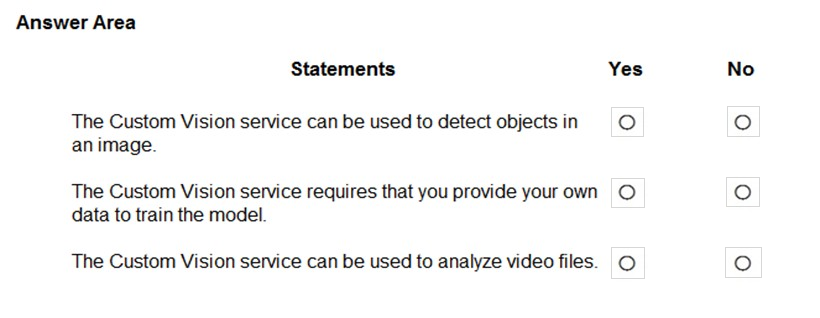 Answer Area
Statements Yes No
The Custom Vision service can be used to detect objects in
an image.
The Custom Vision service requires that you provide your own
data to train the model.
The Custom Vision service can be used to analyze video files.